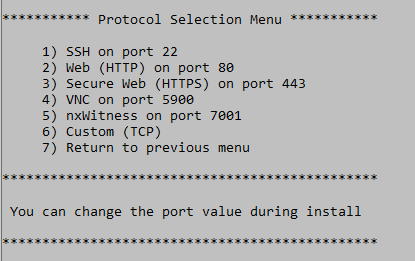 *********** Protocol Selection Menu ***********
1) SSH on port 22
2) Web (HTTP) on port 80
3) Secure Web (HTTPS) on port 443
4) VNC on port 5900
5) nxWitness on port 7001
6) Custom (TCP)
7) Return to previous menu
***********************************************
You can change the port value during install
***********************************************